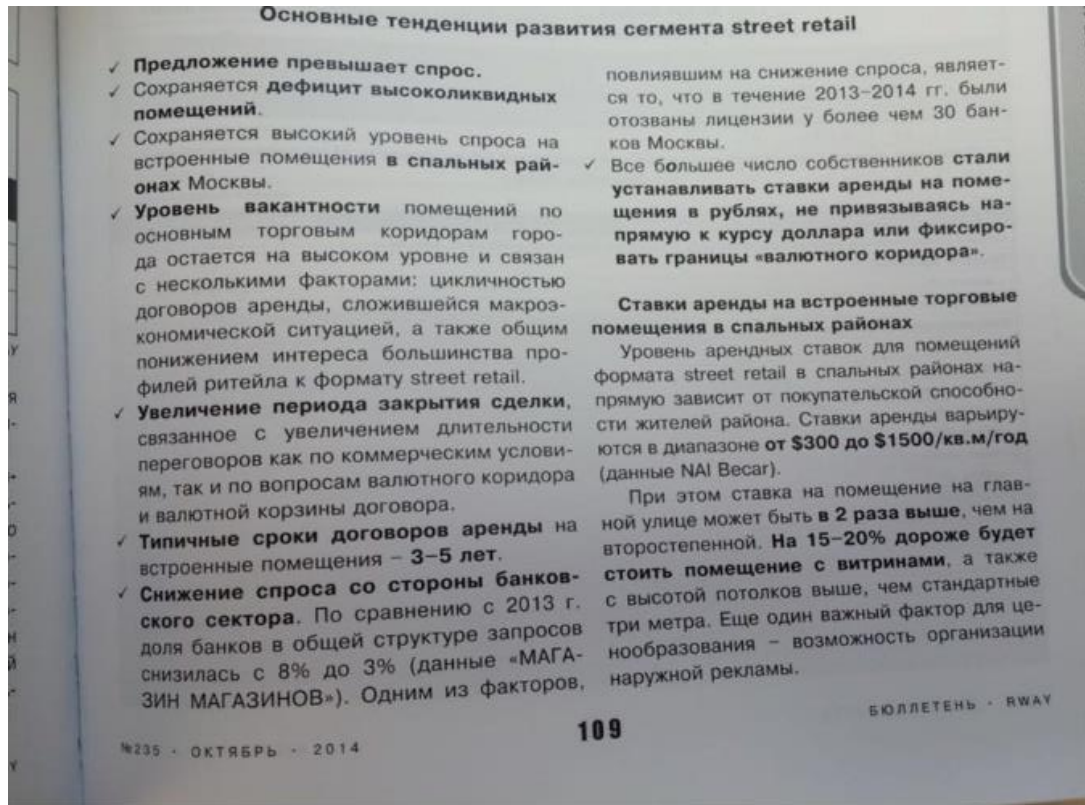 Основные тенденции развития сегмента street retail
✓ Предложение превышает спрос.
✓ Сохраняется дефицит высоколиквидных
помещений.
✓ Сохраняется высокий уровень спроса на
встроенные помещения в спальных рай-
онах Москвы.
✓ Уровень вакантности помещений по
основным торговым коридорам горо-
да остается на высоком уровне и связан
с несколькими факторами: цикличностью
договоров аренды, сложившейся макроэ-
кономической ситуацией, а также общим
понижением интереса большинства про-
филей ритейла к формату street retail.
✓ Увеличение периода закрытия сделки,
связанное с увеличением длительности
переговоров как по коммерческим услови-
ям, так и по вопросам валютного коридора
и валютной корзины договора.
✓ Типичные сроки договоров аренды на
встроенные помещения – 3–5 лет.
✓ Снижение спроса со стороны банков-
ского сектора. По сравнению с 2013 г.
доля банков в общей структуре запросов
снизилась с 8% до 3% (данные «МАГА-
ЗИН МАГАЗИНОВ»). Одним из факторов,
повлиявшим на снижение спроса, являет-
ся то, что в течение 2013–2014 гг. были
отозваны лицензии у более чем 30 бан-
ков Москвы.
✓ Все большее число собственников стали
устанавливать ставки аренды на поме-
щения в рублях, не привязываясь на-
прямую к курсу доллара или фиксиро-
вать границы «валютного коридора».
Ставки аренды на встроенные торговые
помещения в спальных районах
Уровень арендных ставок для помещений
формата street retail в спальных районах на-
прямую зависит от покупательской способно-
сти жителей района. Ставки аренды варьиру-
ются в диапазоне от $300 до $1500/кв.м/год
(данные NAI Becar).
При этом ставка на помещение на глав-
ной улице может быть в 2 раза выше, чем на
второстепенной. На 15–20% дороже будет
стоить помещение с витринами, а также
с высотой потолков выше, чем стандартные
три метра. Еще один важный фактор для це-
нообразования – возможность организации
наружной рекламы.
№235 · ОКТЯБРЬ · 2014
109
БЮЛЛЕТЕНЬ · RWAY